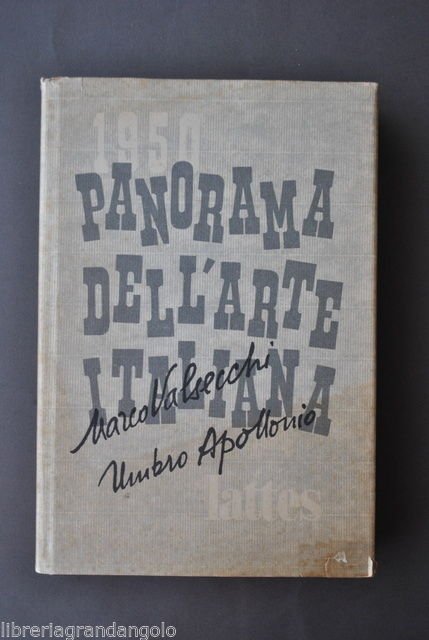 1950
PANORAMA
DELL'ARTE
ITALIANA
Marco Valsecchi
Umbro Apollonio
lattes
libreriagrandangolo